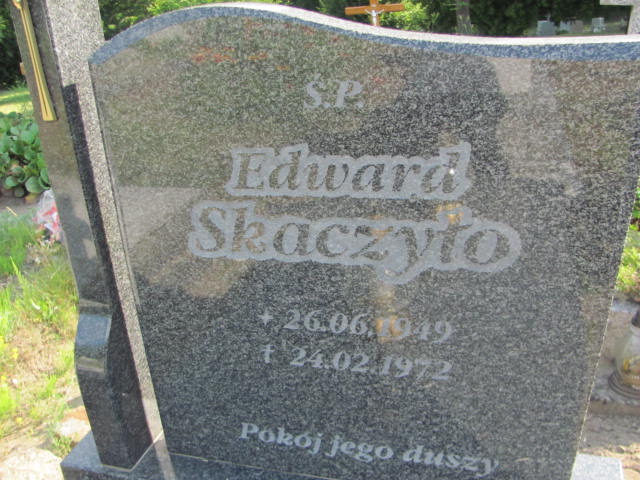 Ś.P.
Edward
Skaczyło
* 26.06.1949
† 24.02.1972
Pokój jego duszy